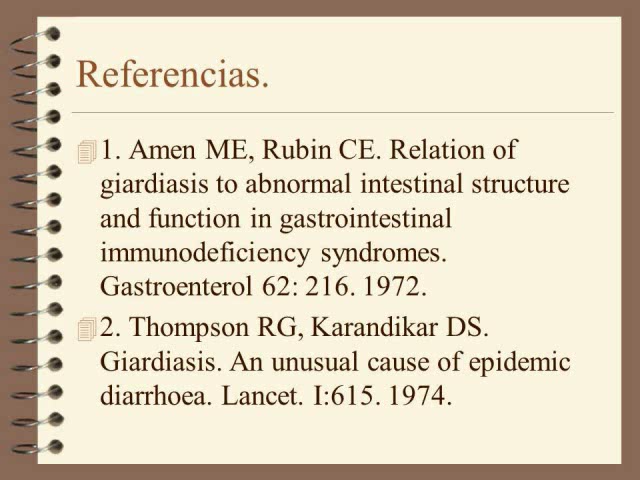 Referencias.
1. Amen ME, Rubin CE. Relation of
giardiasis to abnormal intestinal structure
and function in gastrointestinal
immunodeficiency syndromes.
Gastroenterol 62: 216. 1972.
2. Thompson RG, Karandikar DS.
Giardiasis. An unusual cause of epidemic
diarrhoea. Lancet. I:615. 1974.